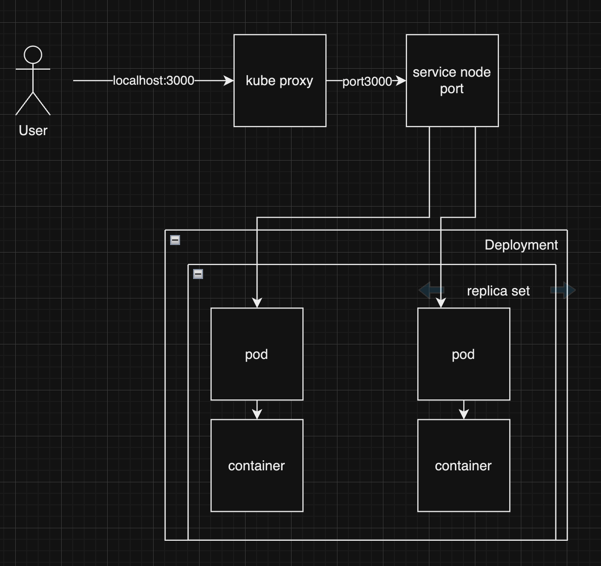 localhost:3000
kube proxy
port3000
service node
port
User
Deployment
replica set
pod
pod
container
container